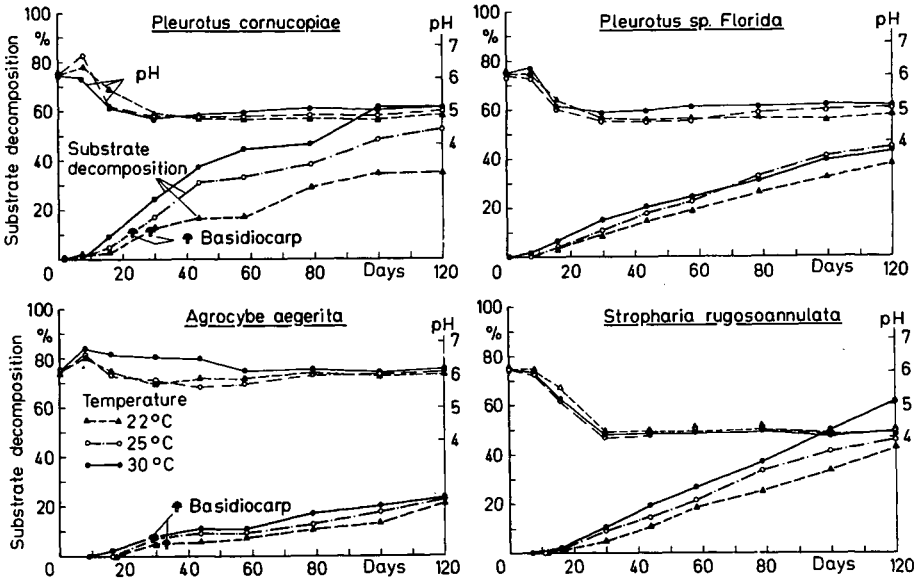 Pleurotus cornucopiae
100
%
80
60
40
20
0
Substrate decomposition
pH
Substrate decomposition
Basidiocarp
20
40
60
80
Days
120
pH
7
6
5
4
Pleurotus sp. Florida
100
%
80
60
40
20
0
20
40
60
80
Days
120
pH
7
6
5
4
Agrocybe aegerita
100
%
80
60
40
20
0
Substrate decomposition
Temperature
22°C
25°C
30°C
Basidiocarp
20
40
60
80
Days
120
pH
7
6
5
4
Stropharia rugosoannulata
100
%
80
60
40
20
0
20
40
60
80
Days
120
pH
7
6
5
4